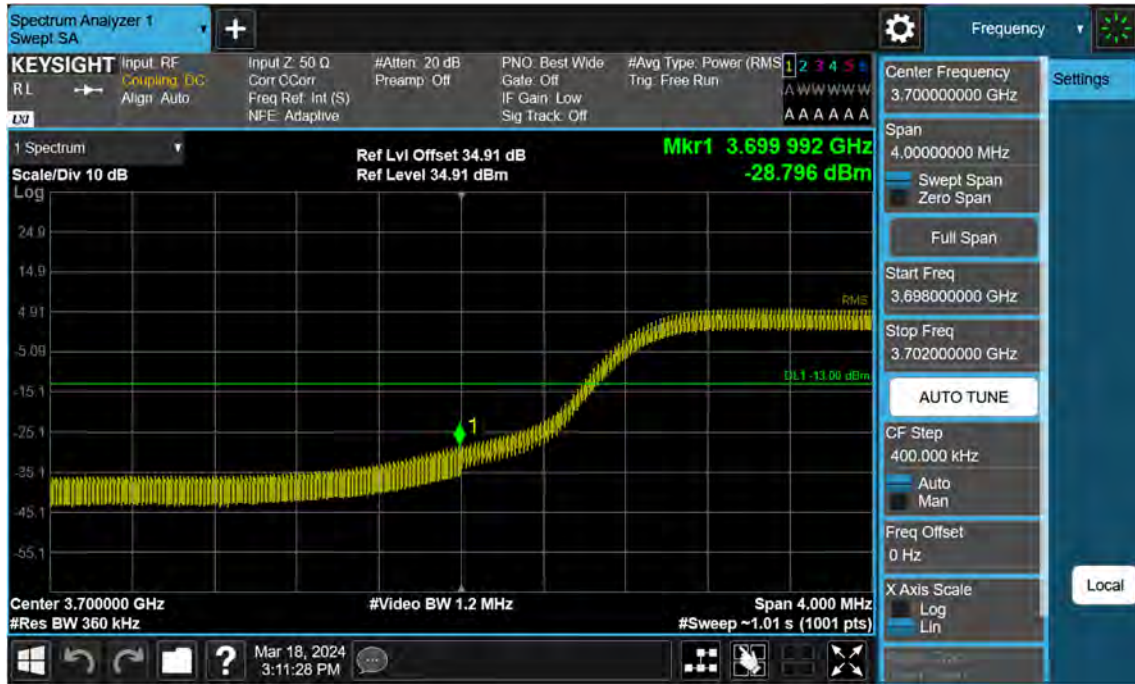 Spectrum Analyzer 1
Swept SA
Frequency
KEYSIGHT
RL
LXI
Input: RF
Coupling: DC
Align: Auto
Input Z: 50 Ω
Corr CCorr
Freq Ref: Int (S)
NFE: Adaptive
#Atten: 20 dB
Preamp: Off
PNO: Best Wide
Gate: Off
IF Gain: Low
Sig Track: Off
#Avg Type: Power (RMS
Trig: Free Run
1 2 3 4 5 6
A W W W W W
A A A A A A
Center Frequency
3.700000000 GHz
Settings
1 Spectrum
Scale/Div 10 dB
Ref Lvl Offset 34.91 dB
Ref Level 34.91 dBm
Mkr1 3.699 992 GHz
-28.796 dBm
Span
4.00000000 MHz
Swept Span
Zero Span
Full Span
Start Freq
3.698000000 GHz
Stop Freq
3.702000000 GHz
AUTO TUNE
CF Step
400.000 kHz
Auto
Man
Freq Offset
0 Hz
X Axis Scale
Log
Lin
Local
Log
24.9
14.9
4.91
-5.09
-15.1
-25.1
-35.1
-45.1
-55.1
RMS
DL1 -13.00 dBm
1
Center 3.700000 GHz
#Res BW 360 kHz
#Video BW 1.2 MHz
Span 4.000 MHz
#Sweep ~1.01 s (1001 pts)
?
Mar 18, 2024
3:11:28 PM